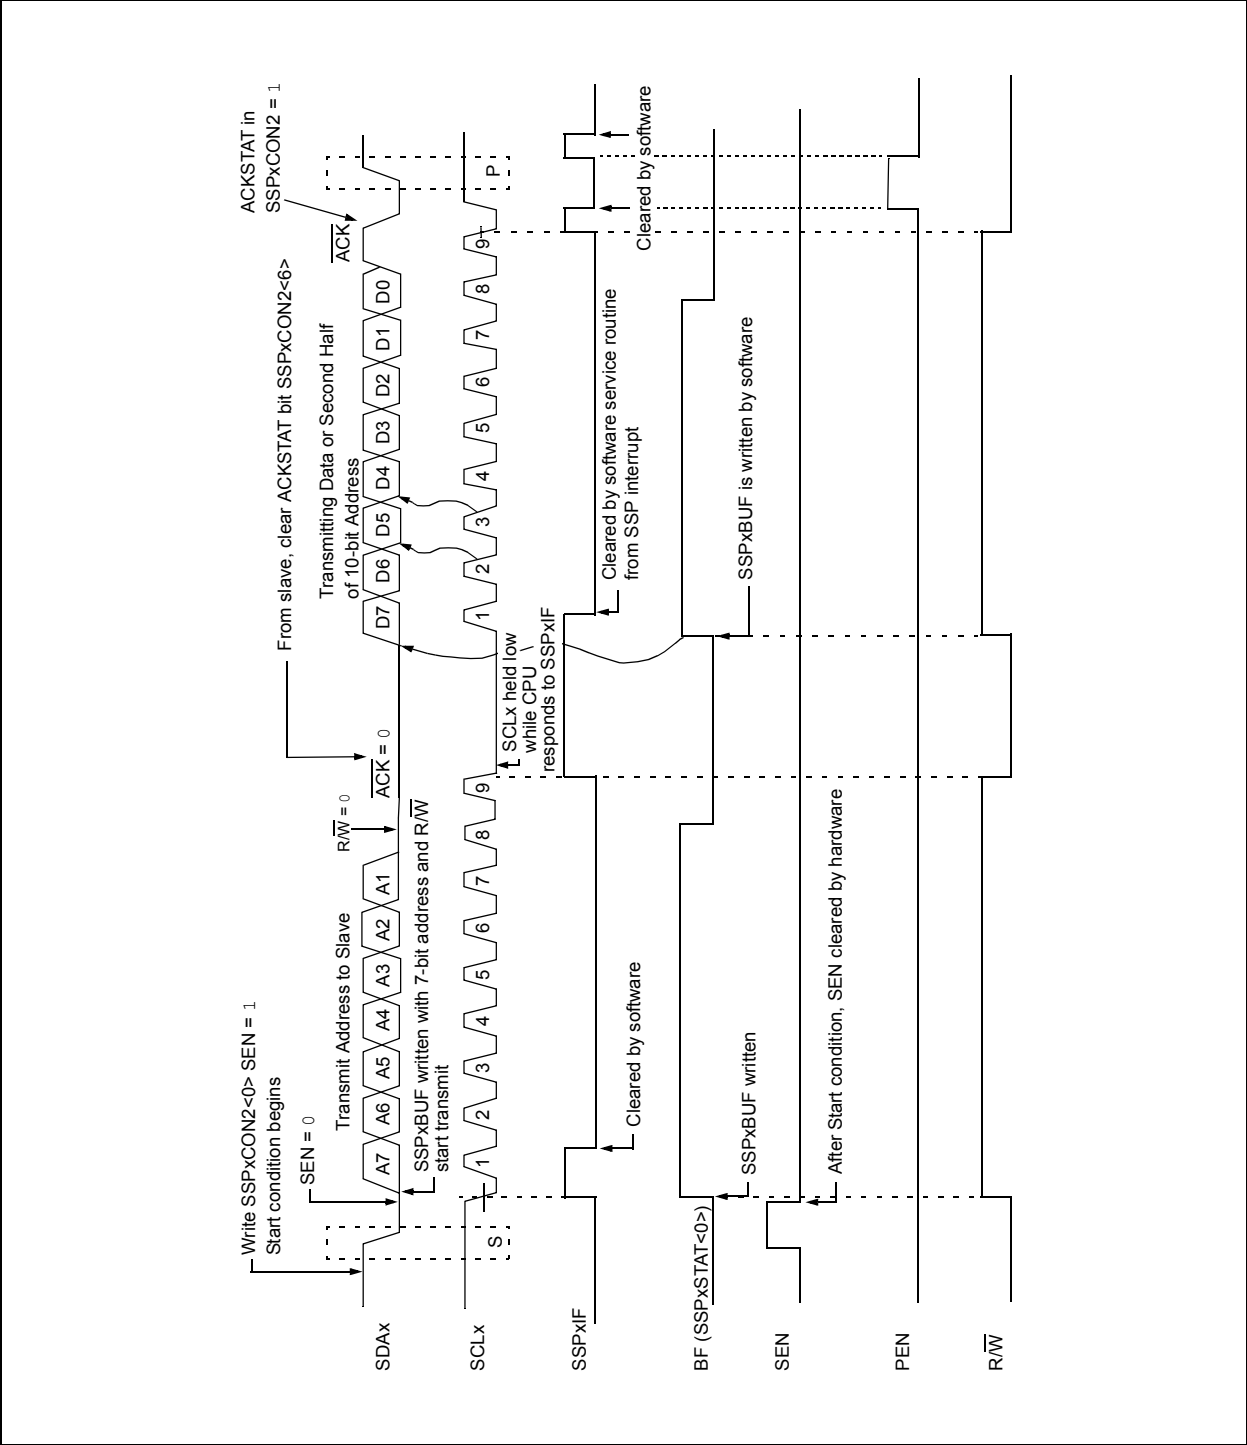 Write SSPxCON2<0> SEN = 1
Start condition begins
SEN = 0
From slave, clear ACKSTAT bit SSPxCON2<6>
ACKSTAT in
SSPxCON2 = 1
Transmit Address to Slave
R/W̅ = 0
A̅C̅K̅ = 0
Transmitting Data or Second Half
of 10-bit Address
A̅C̅K̅
SDAx
A7 A6 A5 A4 A3 A2 A1 D7 D6 D5 D4 D3 D2 D1 D0
SSPxBUF written with 7-bit address and R/W̅
start transmit
SCLx
S 1 2 3 4 5 6 7 8 9 1 2 3 4 5 6 7 8 9 P
SCLx held low
while CPU
responds to SSPxIF
SSPxIF
Cleared by software
Cleared by software service routine
from SSP interrupt
Cleared by software
Cleared by software
BF (SSPxSTAT<0>)
SSPxBUF written
SSPxBUF is written by software
SEN
After Start condition, SEN cleared by hardware
PEN
R/W̅